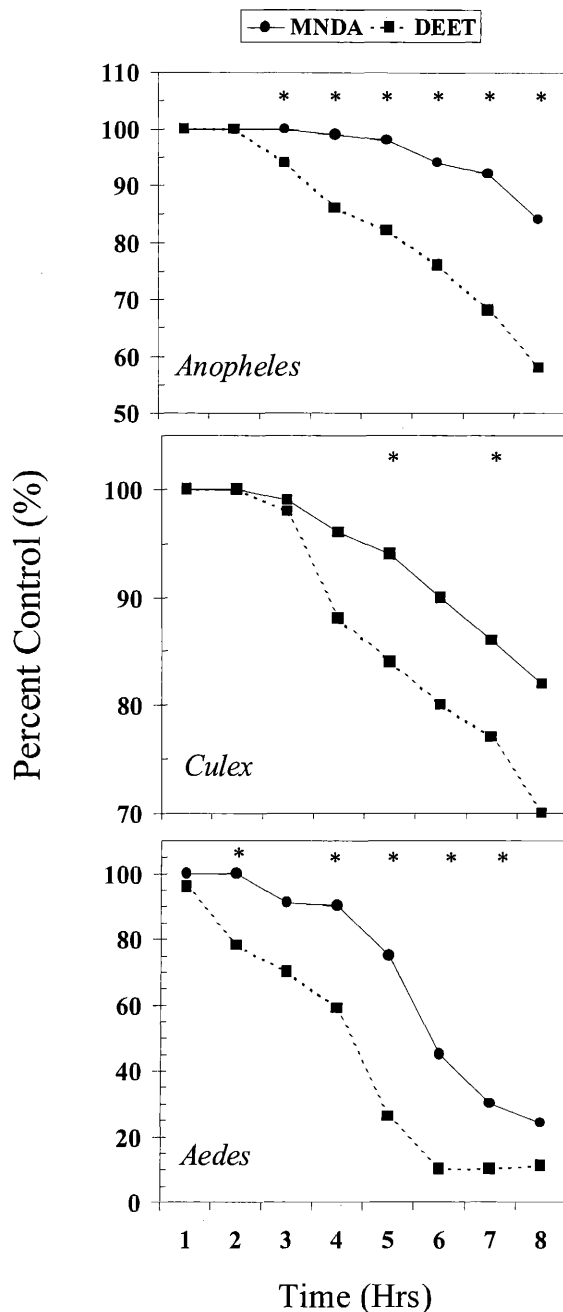 MNDA DEET
110
* * * * * *
100
90
80
70
60
Anopheles
50
* *
100
90
80
Culex
70
* * * * *
100
80
60
40
20
Aedes
0
1 2 3 4 5 6 7 8
Time (Hrs)
Percent Control (%)